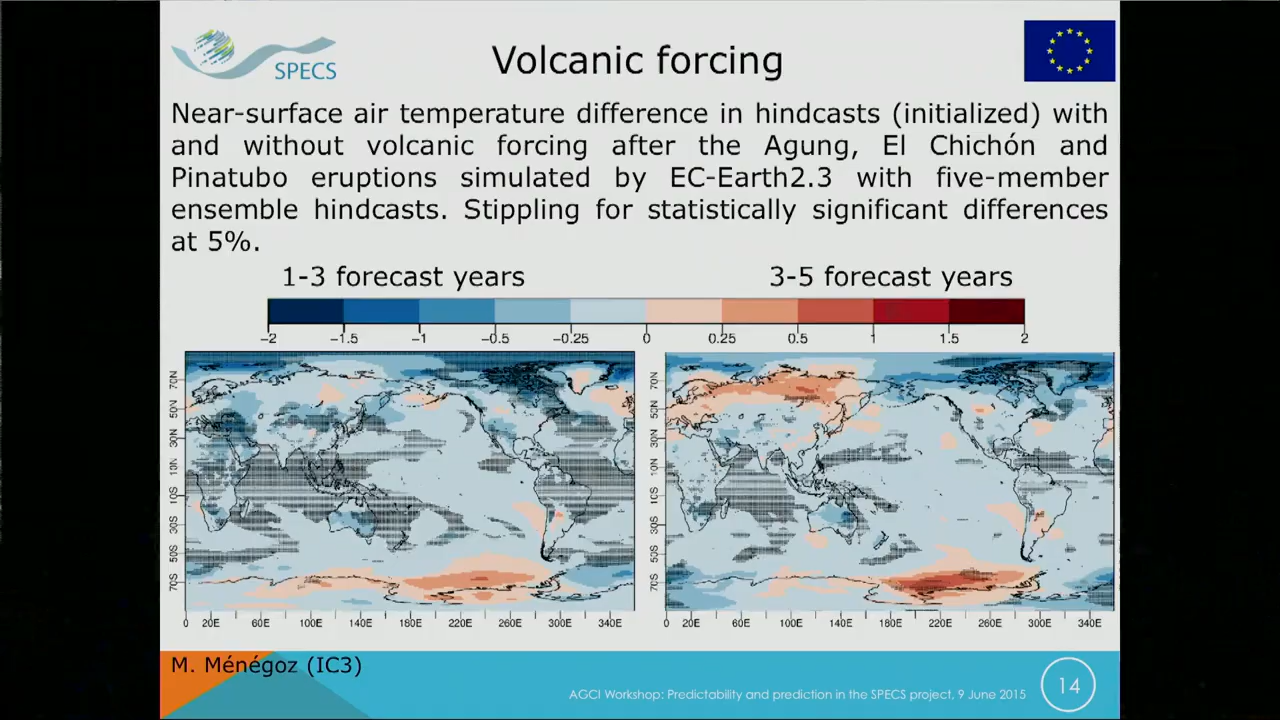 SPECS
Volcanic forcing
Near-surface air temperature difference in hindcasts (initialized) with
and without volcanic forcing after the Agung, El Chichón and
Pinatubo eruptions simulated by EC-Earth2.3 with five-member
ensemble hindcasts. Stippling for statistically significant differences
at 5%.
1-3 forecast years
3-5 forecast years
−2 −1.5 −1 −0.5 −0.25 0 0.25 0.5 1 1.5 2
70N
50N
30N
10N
10S
30S
50S
70S
0 20E 60E 100E 140E 180E 220E 260E 300E 340E
70N
50N
30N
10N
10S
30S
50S
70S
0 20E 60E 100E 140E 180E 220E 260E 300E 340E
M. Ménégoz (IC3)
AGCI Workshop: Predictability and prediction in the SPECS project, 9 June 2015
14